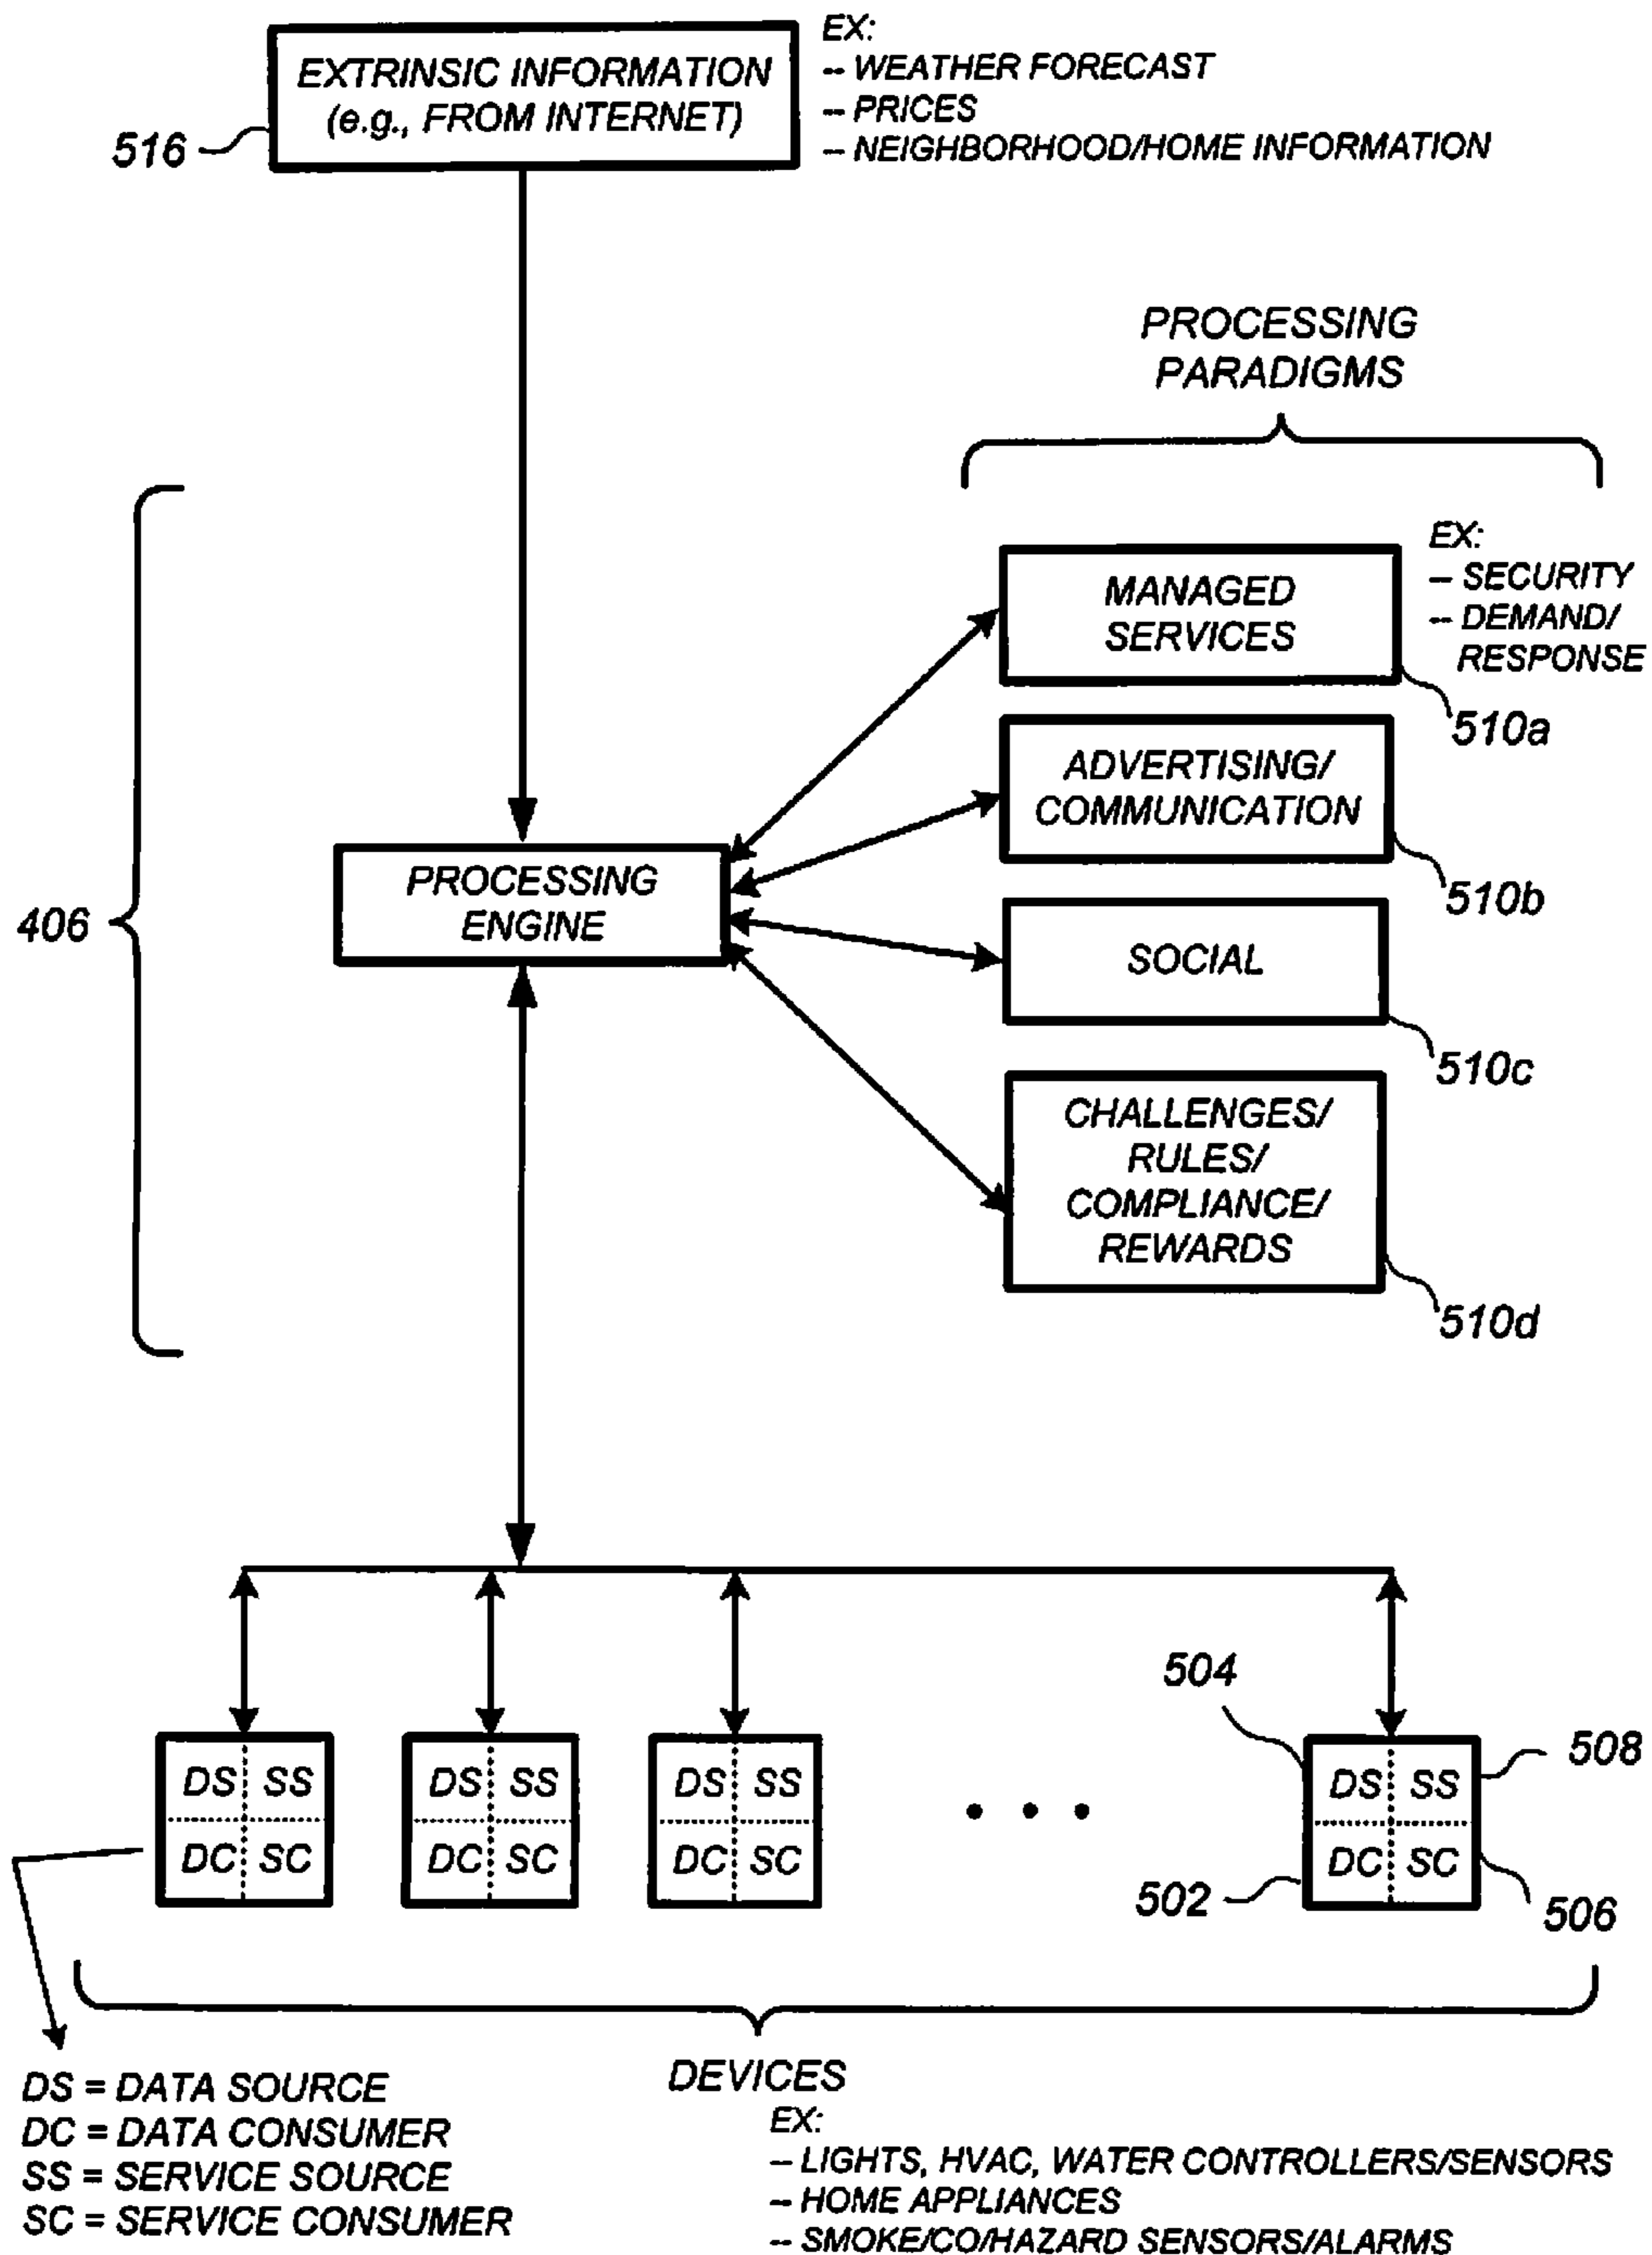 EXTRINSIC INFORMATION
(e.g., FROM INTERNET)
516
EX:
-- WEATHER FORECAST
-- PRICES
-- NEIGHBORHOOD/HOME INFORMATION
PROCESSING
PARADIGMS
406
PROCESSING
ENGINE
MANAGED
SERVICES
EX:
-- SECURITY
-- DEMAND/
RESPONSE
510a
ADVERTISING/
COMMUNICATION
510b
SOCIAL
510c
CHALLENGES/
RULES/
COMPLIANCE/
REWARDS
510d
DS SS
DC SC
DS SS
DC SC
DS SS
DC SC
• • •
504
508
DS SS
DC SC
502
506
DS = DATA SOURCE
DC = DATA CONSUMER
SS = SERVICE SOURCE
SC = SERVICE CONSUMER
DEVICES
EX:
-- LIGHTS, HVAC, WATER CONTROLLERS/SENSORS
-- HOME APPLIANCES
-- SMOKE/CO/HAZARD SENSORS/ALARMS